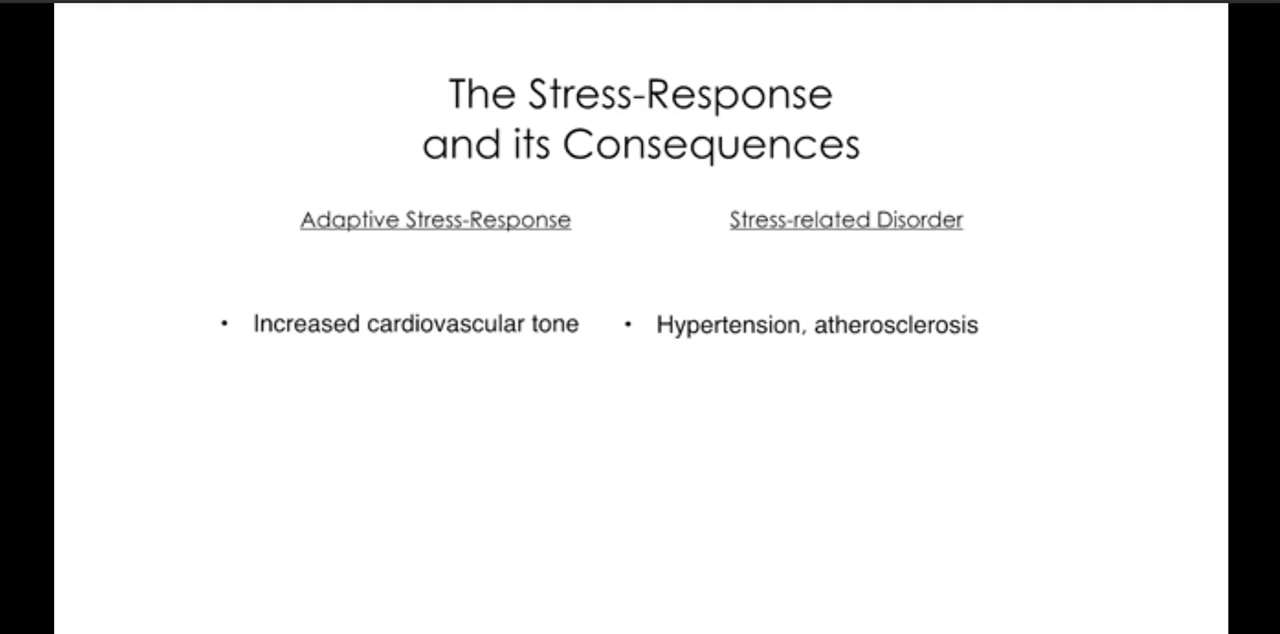 The Stress-Response
and its Consequences
Adaptive Stress-Response
Stress-related Disorder
• Increased cardiovascular tone
• Hypertension, atherosclerosis